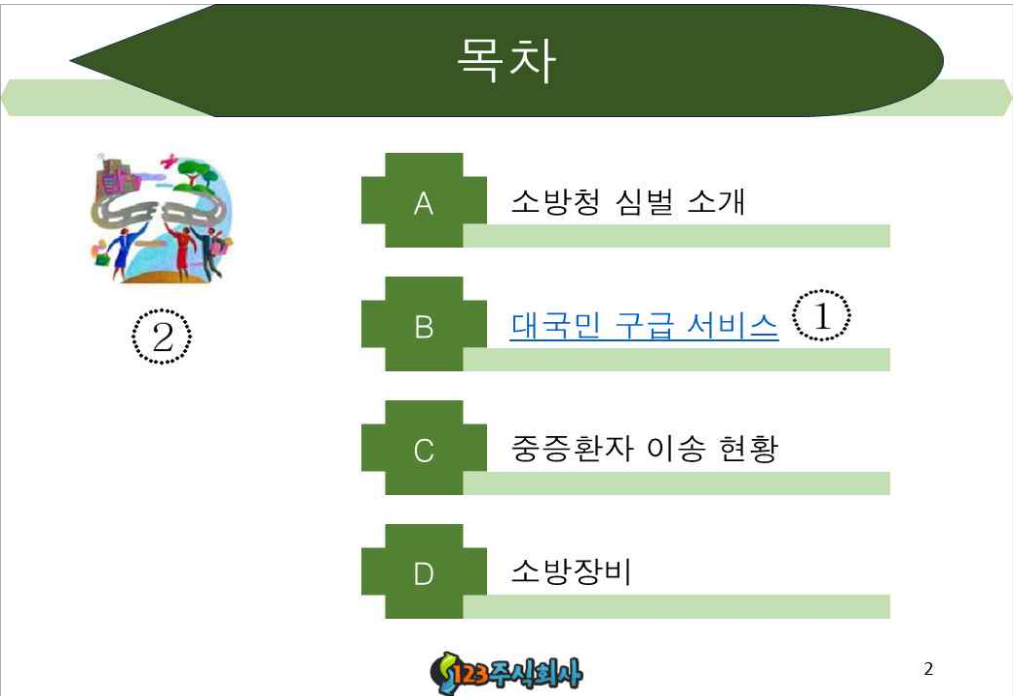 목차
A 소방청 심벌 소개
B 대국민 구급 서비스 ①
②
C 중증환자 이송 현황
D 소방장비
123주식회사
2